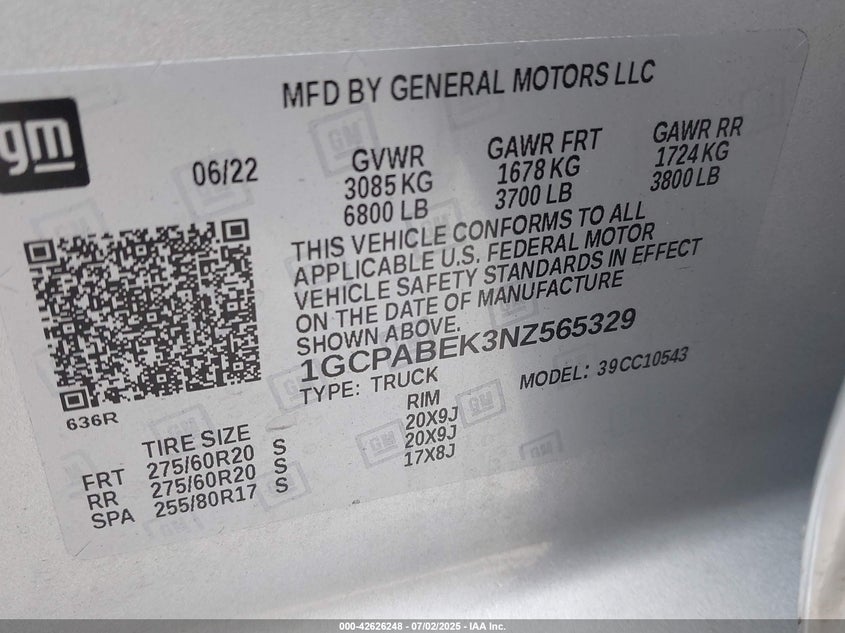 MFD BY GENERAL MOTORS LLC
gm
06/22
GVWR
3085 KG
6800 LB
GAWR FRT
1678 KG
3700 LB
GAWR RR
1724 KG
3800 LB
THIS VEHICLE CONFORMS TO ALL
APPLICABLE U.S. FEDERAL MOTOR
VEHICLE SAFETY STANDARDS IN EFFECT
ON THE DATE OF MANUFACTURE
SHOWN ABOVE.
1GCPABEK3NZ565329
TYPE: TRUCK
MODEL: 39CC10543
636R
TIRE SIZE
RIM
FRT 275/60R20 S 20X9J
RR 275/60R20 S 20X9J
SPA 255/80R17 S 17X8J
000-42626248 - 07/02/2025 - IAA Inc.